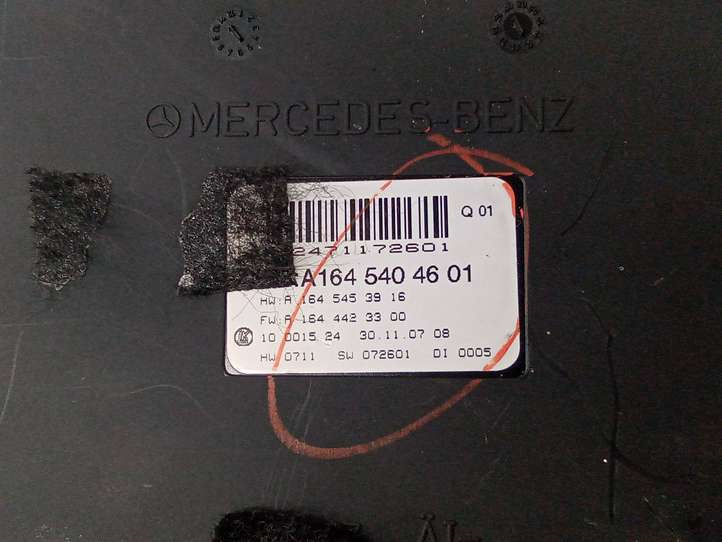 MERCEDES-BENZ
Q 01
2471172601
A164 540 46 01
HW:A 164 545 39 16
FW:A 164 442 33 00
10 0015 24 30.11.07 08
HW 0711 SW 072601 DI 0005